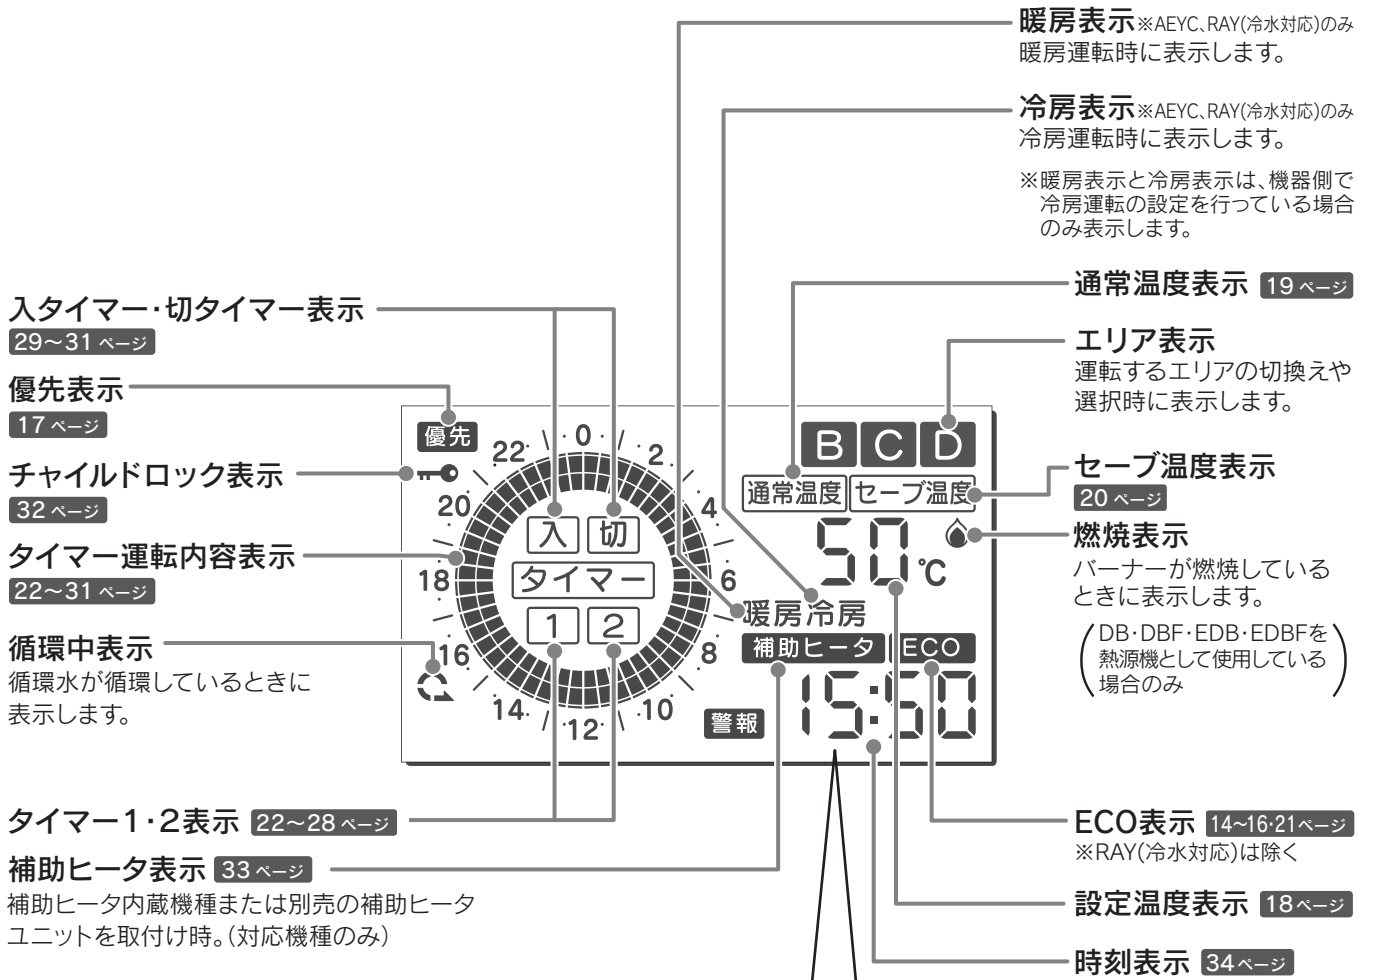 暖房表示※AEYC、RAY(冷水対応)のみ
暖房運転時に表示します。
冷房表示※AEYC、RAY(冷水対応)のみ
冷房運転時に表示します。
※暖房表示と冷房表示は、機器側で
冷房運転の設定を行っている場合
のみ表示します。
入タイマー・切タイマー表示
29〜31 ページ
優先表示
17 ページ
チャイルドロック表示
32 ページ
タイマー運転内容表示
22〜31 ページ
循環中表示
循環水が循環しているときに
表示します。
タイマー1・2表示 22〜28 ページ
補助ヒータ表示 33 ページ
補助ヒータ内蔵機種または別売の補助ヒータ
ユニットを取付け時。(対応機種のみ)
優先
0
2
4
6
8
10
12
14
16
18
20
22
入 切
タイマー
1 2
B C D
通常温度 セーブ温度
50℃
暖房 冷房
補助ヒータ ECO
警報
15:50
通常温度表示 19 ページ
エリア表示
運転するエリアの切換えや
選択時に表示します。
セーブ温度表示
20 ページ
燃焼表示
バーナーが燃焼している
ときに表示します。
(DB・DBF・EDB・EDBFを
熱源機として使用している
場合のみ)
ECO表示 14〜16・21ページ
※RAY(冷水対応)は除く
設定温度表示 18 ページ
時刻表示 34 ページ